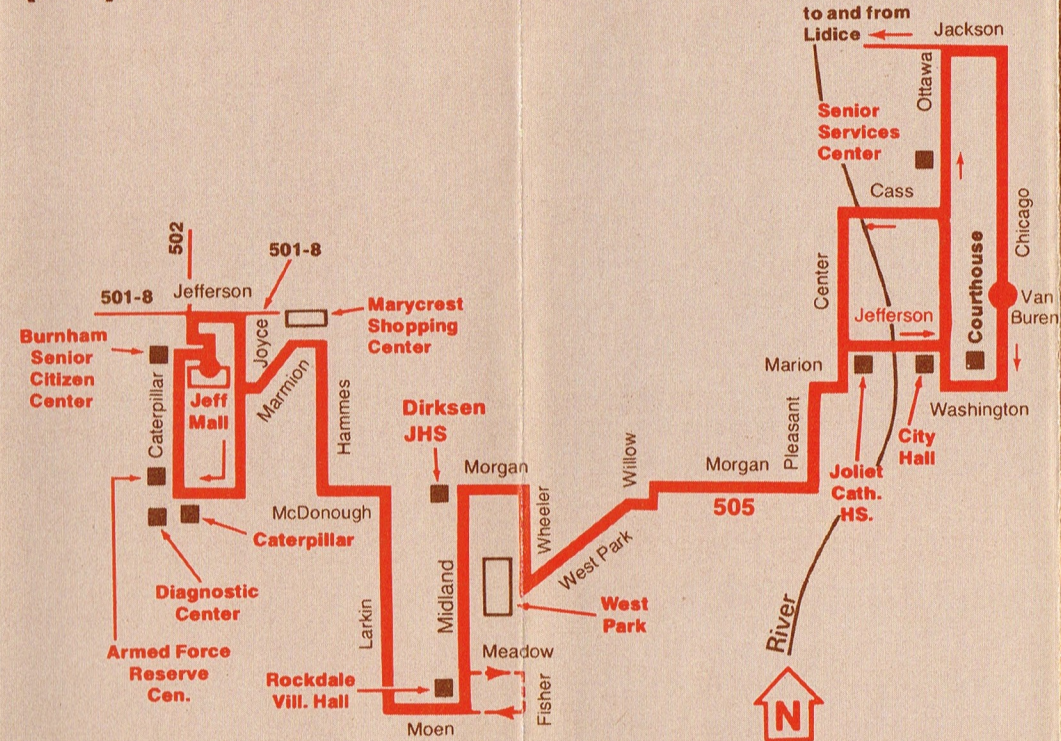 to and from
Lidice
Jackson
Ottawa
Senior
Services
Center
Cass
Chicago
502
501-8
501-8
Jefferson
Center
Courthouse
Van
Buren
Marycrest
Shopping
Center
Joyce
Jefferson
Burnham
Senior
Citizen
Center
Caterpillar
Marmion
Marion
Jeff
Mall
Hammes
Dirksen
JHS
Pleasant
Washington
City
Hall
Willow
Morgan
Morgan
505
Joliet
Cath.
HS.
McDonough
Wheeler
Caterpillar
West Park
Diagnostic
Center
Midland
Larkin
West
Park
River
Armed Force
Reserve
Cen.
Meadow
Rockdale
Vill. Hall
Fisher
Moen
N